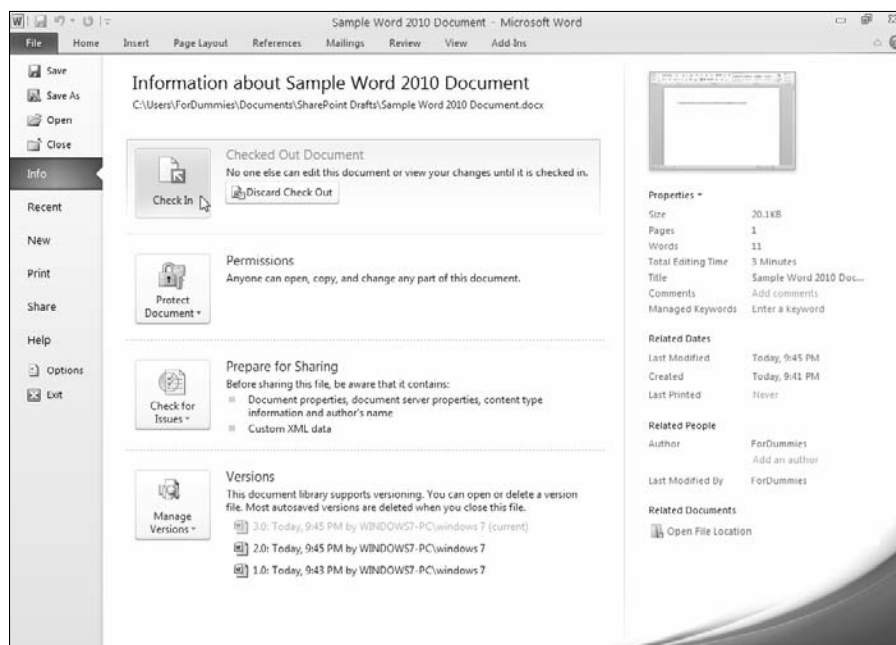 Sample Word 2010 Document - Microsoft Word
File Home Insert Page Layout References Mailings Review View Add-Ins
Save
Save As
Open
Close
Info
Recent
New
Print
Share
Help
Options
Exit
Information about Sample Word 2010 Document
C:\Users\ForDummies\Documents\SharePoint Drafts\Sample Word 2010 Document.docx
Check In
Checked Out Document
No one else can edit this document or view your changes until it is checked in.
Discard Check Out
Protect
Document
Permissions
Anyone can open, copy, and change any part of this document.
Check for
Issues
Prepare for Sharing
Before sharing this file, be aware that it contains:
Document properties, document server properties, content type
information and author's name
Custom XML data
Manage
Versions
Versions
This document library supports versioning. You can open or delete a version
file. Most autosaved versions are deleted when you close this file.
3.0: Today, 9:45 PM by WINDOWS7-PC\windows 7 (current)
2.0: Today, 9:45 PM by WINDOWS7-PC\windows 7
1.0: Today, 9:43 PM by WINDOWS7-PC\windows 7
Properties
Size 20.1KB
Pages 1
Words 11
Total Editing Time 3 Minutes
Title Sample Word 2010 Doc...
Comments Add comments
Managed Keywords Enter a keyword
Related Dates
Last Modified Today, 9:45 PM
Created Today, 9:41 PM
Last Printed Never
Related People
Author ForDummies
Add an author
Last Modified By ForDummies
Related Documents
Open File Location